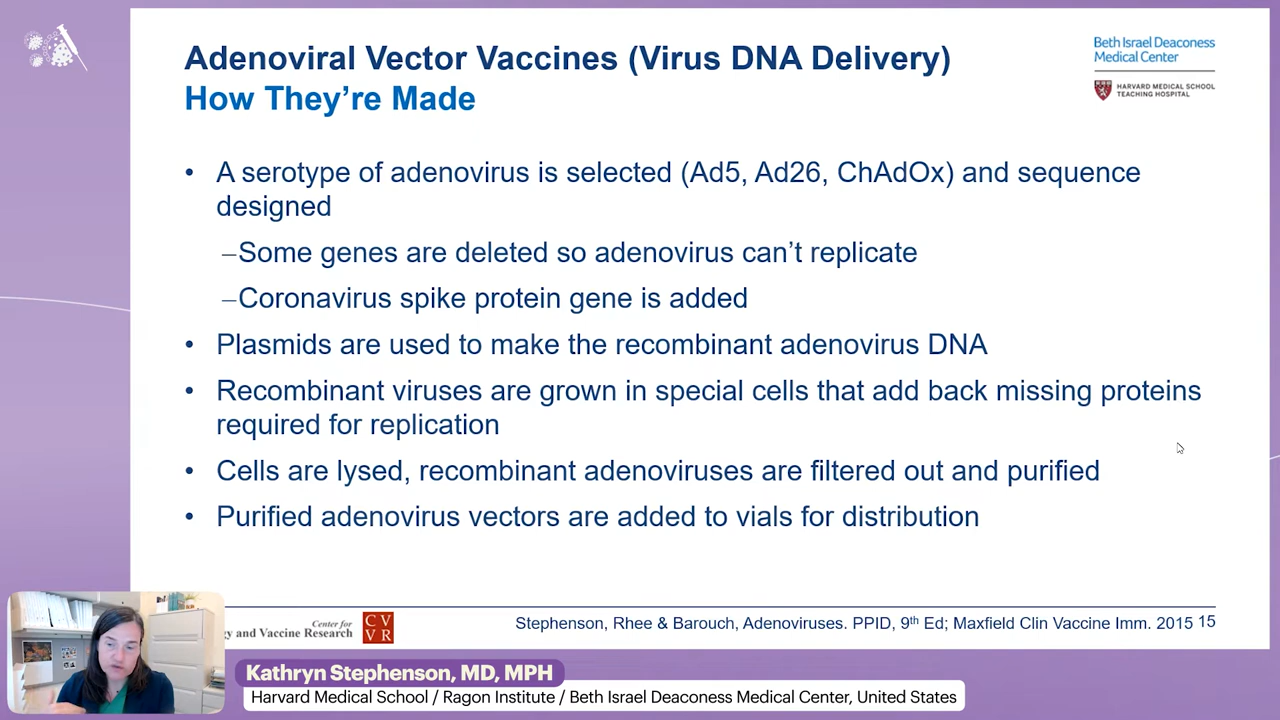 Adenoviral Vector Vaccines (Virus DNA Delivery)
How They're Made
Beth Israel Deaconess
Medical Center
HARVARD MEDICAL SCHOOL
TEACHING HOSPITAL
• A serotype of adenovirus is selected (Ad5, Ad26, ChAdOx) and sequence
designed
–Some genes are deleted so adenovirus can't replicate
–Coronavirus spike protein gene is added
• Plasmids are used to make the recombinant adenovirus DNA
• Recombinant viruses are grown in special cells that add back missing proteins
required for replication
• Cells are lysed, recombinant adenoviruses are filtered out and purified
• Purified adenovirus vectors are added to vials for distribution
Center for
y and Vaccine Research
CV
VR
Stephenson, Rhee & Barouch, Adenoviruses. PPID, 9th Ed; Maxfield Clin Vaccine Imm. 2015 15
Kathryn Stephenson, MD, MPH
Harvard Medical School / Ragon Institute / Beth Israel Deaconess Medical Center, United States